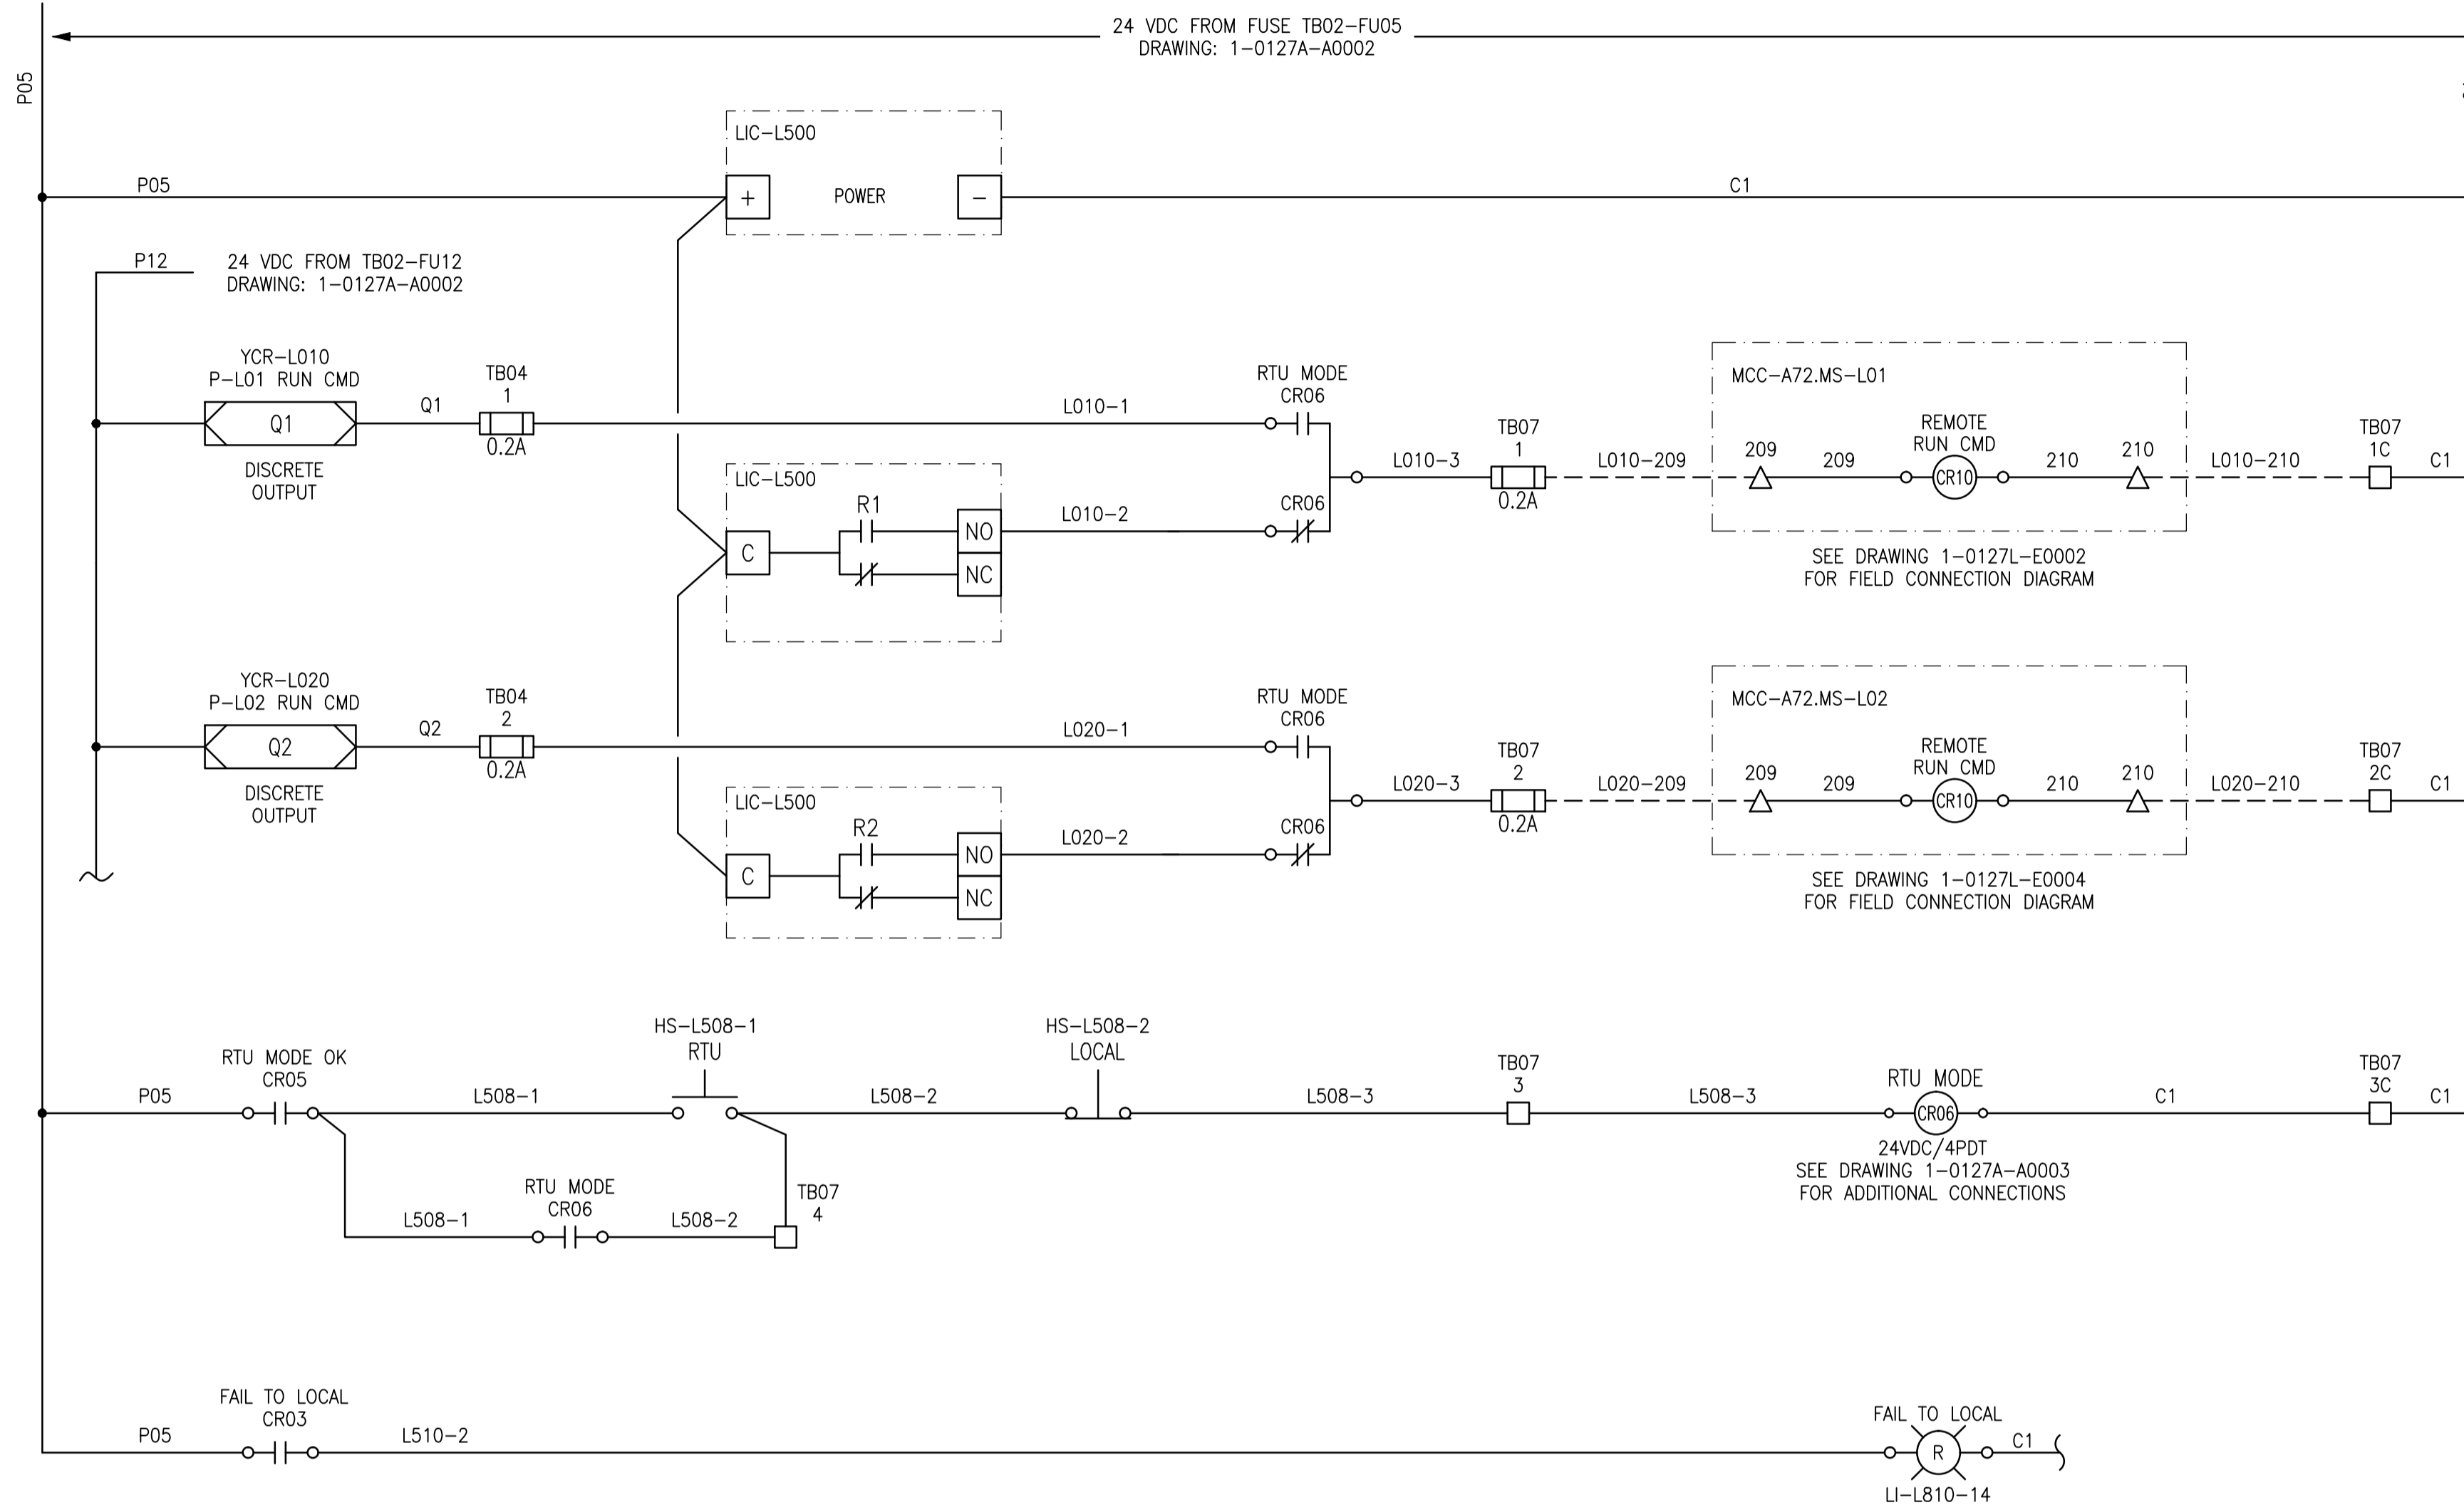 24 VDC FROM FUSE TB02-FU05
DRAWING: 1-0127A-A0002
P05
LIC-L500
P05
+
POWER
-
C1
P12
24 VDC FROM TB02-FU12
DRAWING: 1-0127A-A0002
YCR-L010
P-L01 RUN CMD
Q1
DISCRETE
OUTPUT
Q1
TB04
1
0.2A
L010-1
RTU MODE
CR06
LIC-L500
C
R1
NO
NC
L010-2
CR06
L010-3
TB07
1
0.2A
L010-209
MCC-A72.MS-L01
209
209
REMOTE
RUN CMD
CR10
210
210
L010-210
TB07
1C
C1
SEE DRAWING 1-0127L-E0002
FOR FIELD CONNECTION DIAGRAM
YCR-L020
P-L02 RUN CMD
Q2
DISCRETE
OUTPUT
Q2
TB04
2
0.2A
L020-1
RTU MODE
CR06
LIC-L500
C
R2
NO
NC
L020-2
CR06
L020-3
TB07
2
0.2A
L020-209
MCC-A72.MS-L02
209
209
REMOTE
RUN CMD
CR10
210
210
L020-210
TB07
2C
C1
SEE DRAWING 1-0127L-E0004
FOR FIELD CONNECTION DIAGRAM
P05
RTU MODE OK
CR05
L508-1
HS-L508-1
RTU
L508-2
HS-L508-2
LOCAL
L508-3
TB07
3
L508-3
RTU MODE
CR06
24VDC/4PDT
SEE DRAWING 1-0127A-A0003
FOR ADDITIONAL CONNECTIONS
C1
TB07
3C
C1
L508-1
RTU MODE
CR06
L508-2
TB07
4
P05
FAIL TO LOCAL
CR03
L510-2
FAIL TO LOCAL
R
C1
LI-L810-14